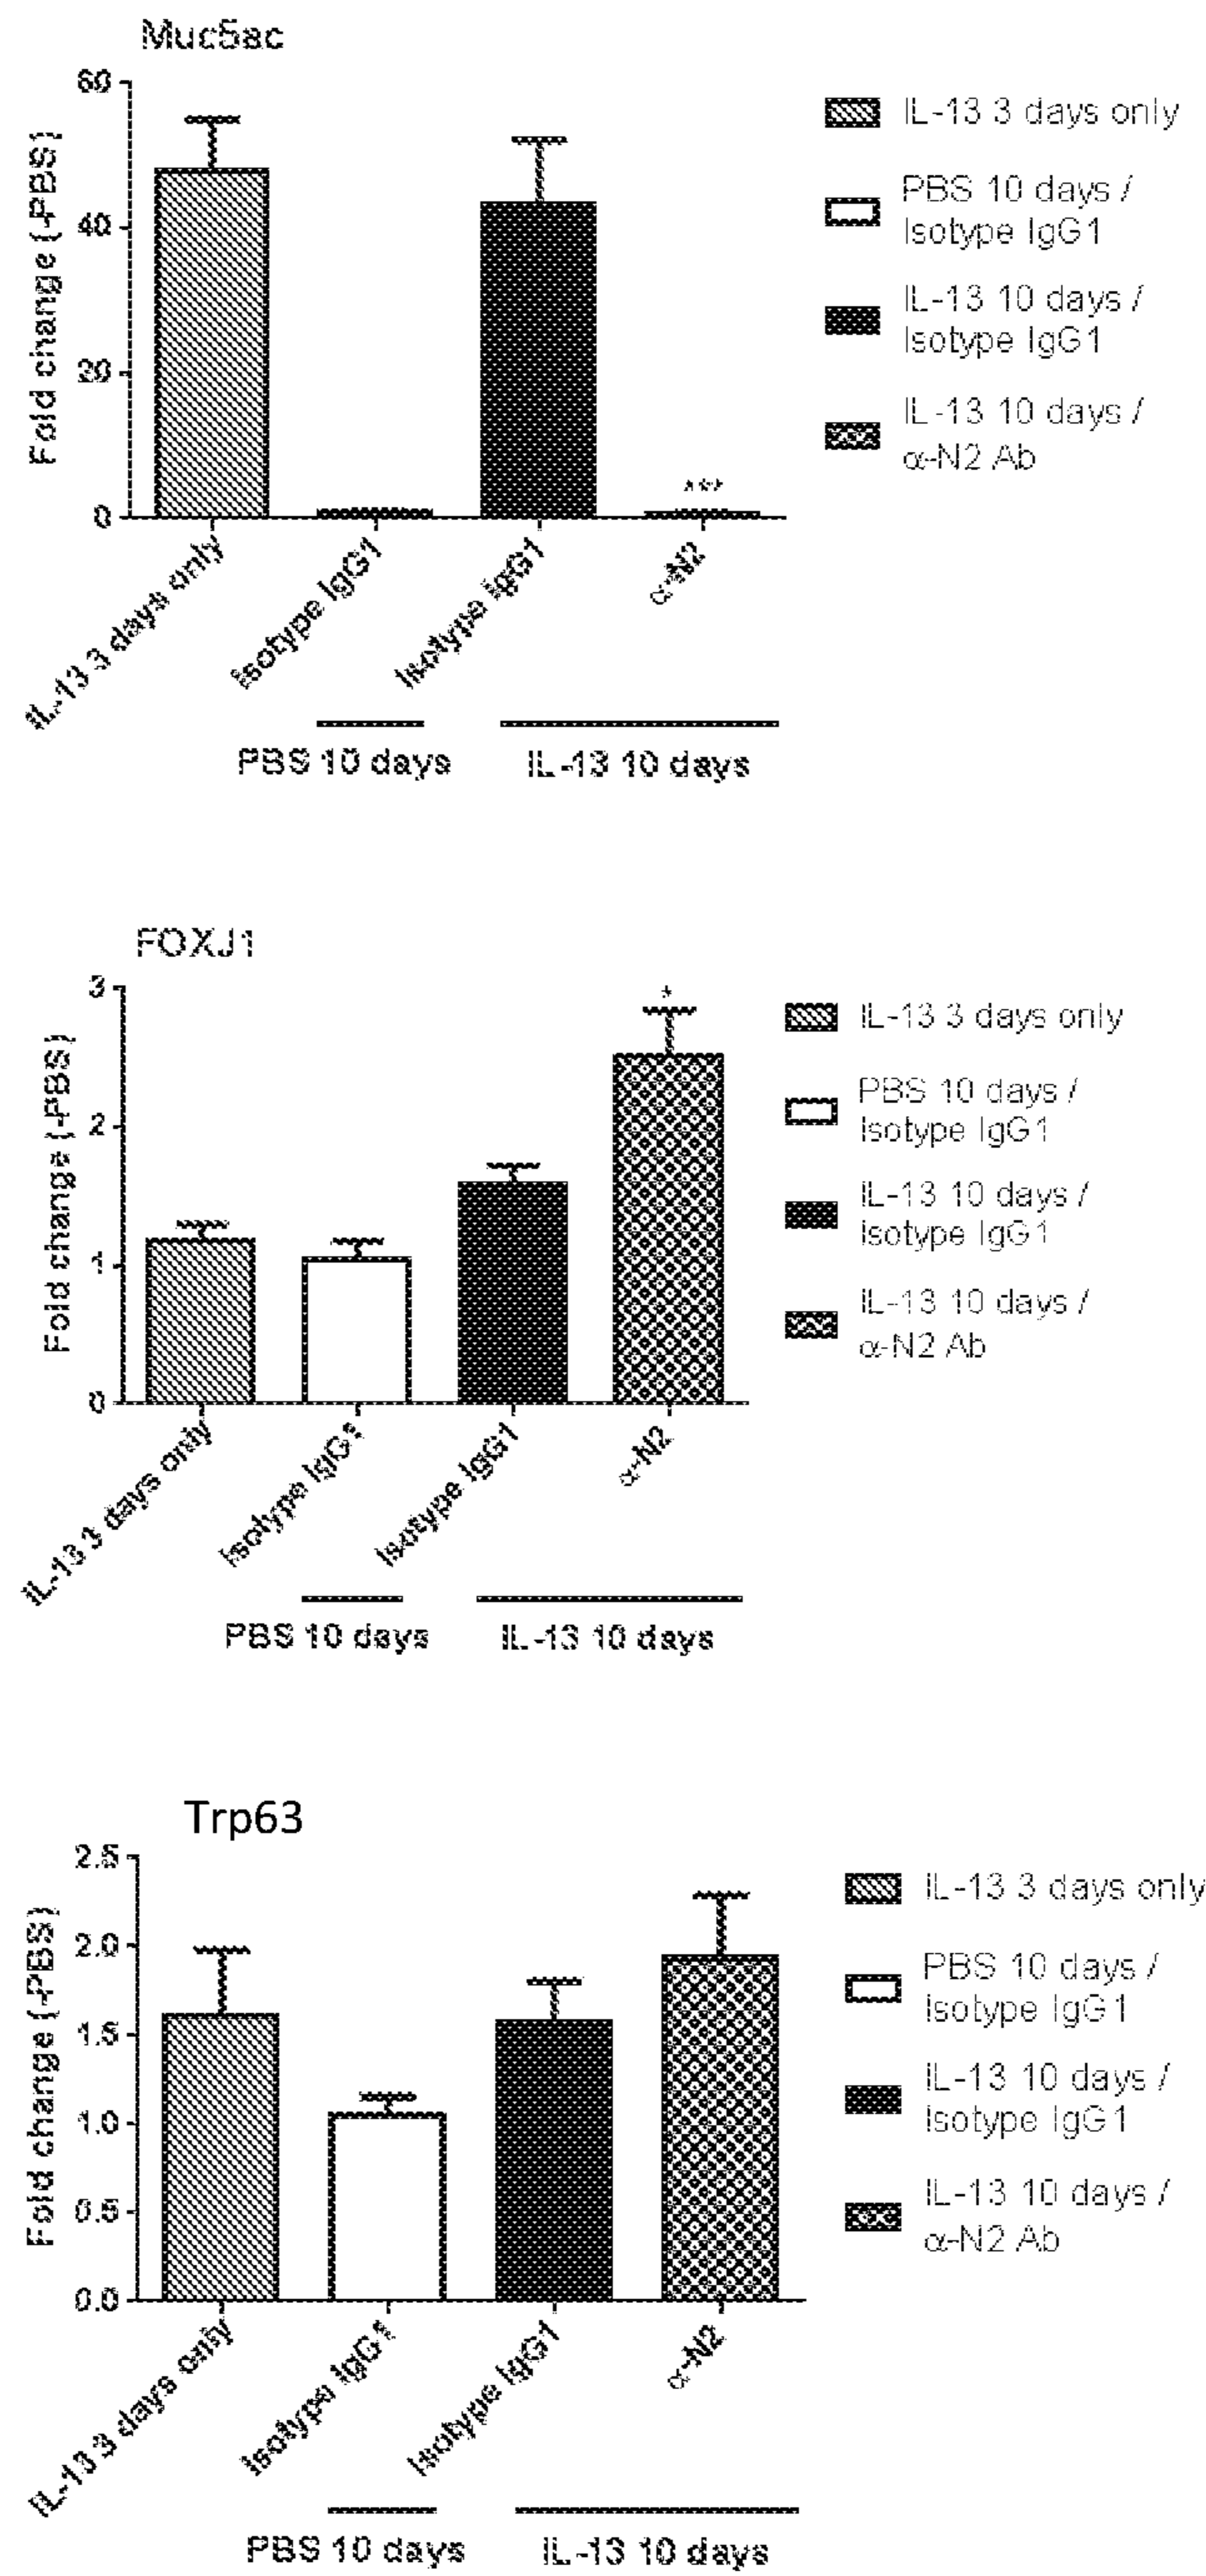 Muc5ac
60
40
20
0
Fold change (-PBS)
IL-13 3 days only
Isotype IgG1
Isotype IgG1
α-N2
***
PBS 10 days
IL-13 10 days
IL-13 3 days only
PBS 10 days /
Isotype IgG1
IL-13 10 days /
Isotype IgG1
IL-13 10 days /
α-N2 Ab
FOXJ1
3
2
1
0
Fold change (-PBS)
*
IL-13 3 days only
Isotype IgG1
Isotype IgG1
α-N2
PBS 10 days
IL-13 10 days
IL-13 3 days only
PBS 10 days /
Isotype IgG1
IL-13 10 days /
Isotype IgG1
IL-13 10 days /
α-N2 Ab
Trp63
2.5
2.0
1.5
1.0
0.5
0.0
Fold change (-PBS)
IL-13 3 days only
Isotype IgG1
Isotype IgG1
α-N2
PBS 10 days
IL-13 10 days
IL-13 3 days only
PBS 10 days /
Isotype IgG1
IL-13 10 days /
Isotype IgG1
IL-13 10 days /
α-N2 Ab